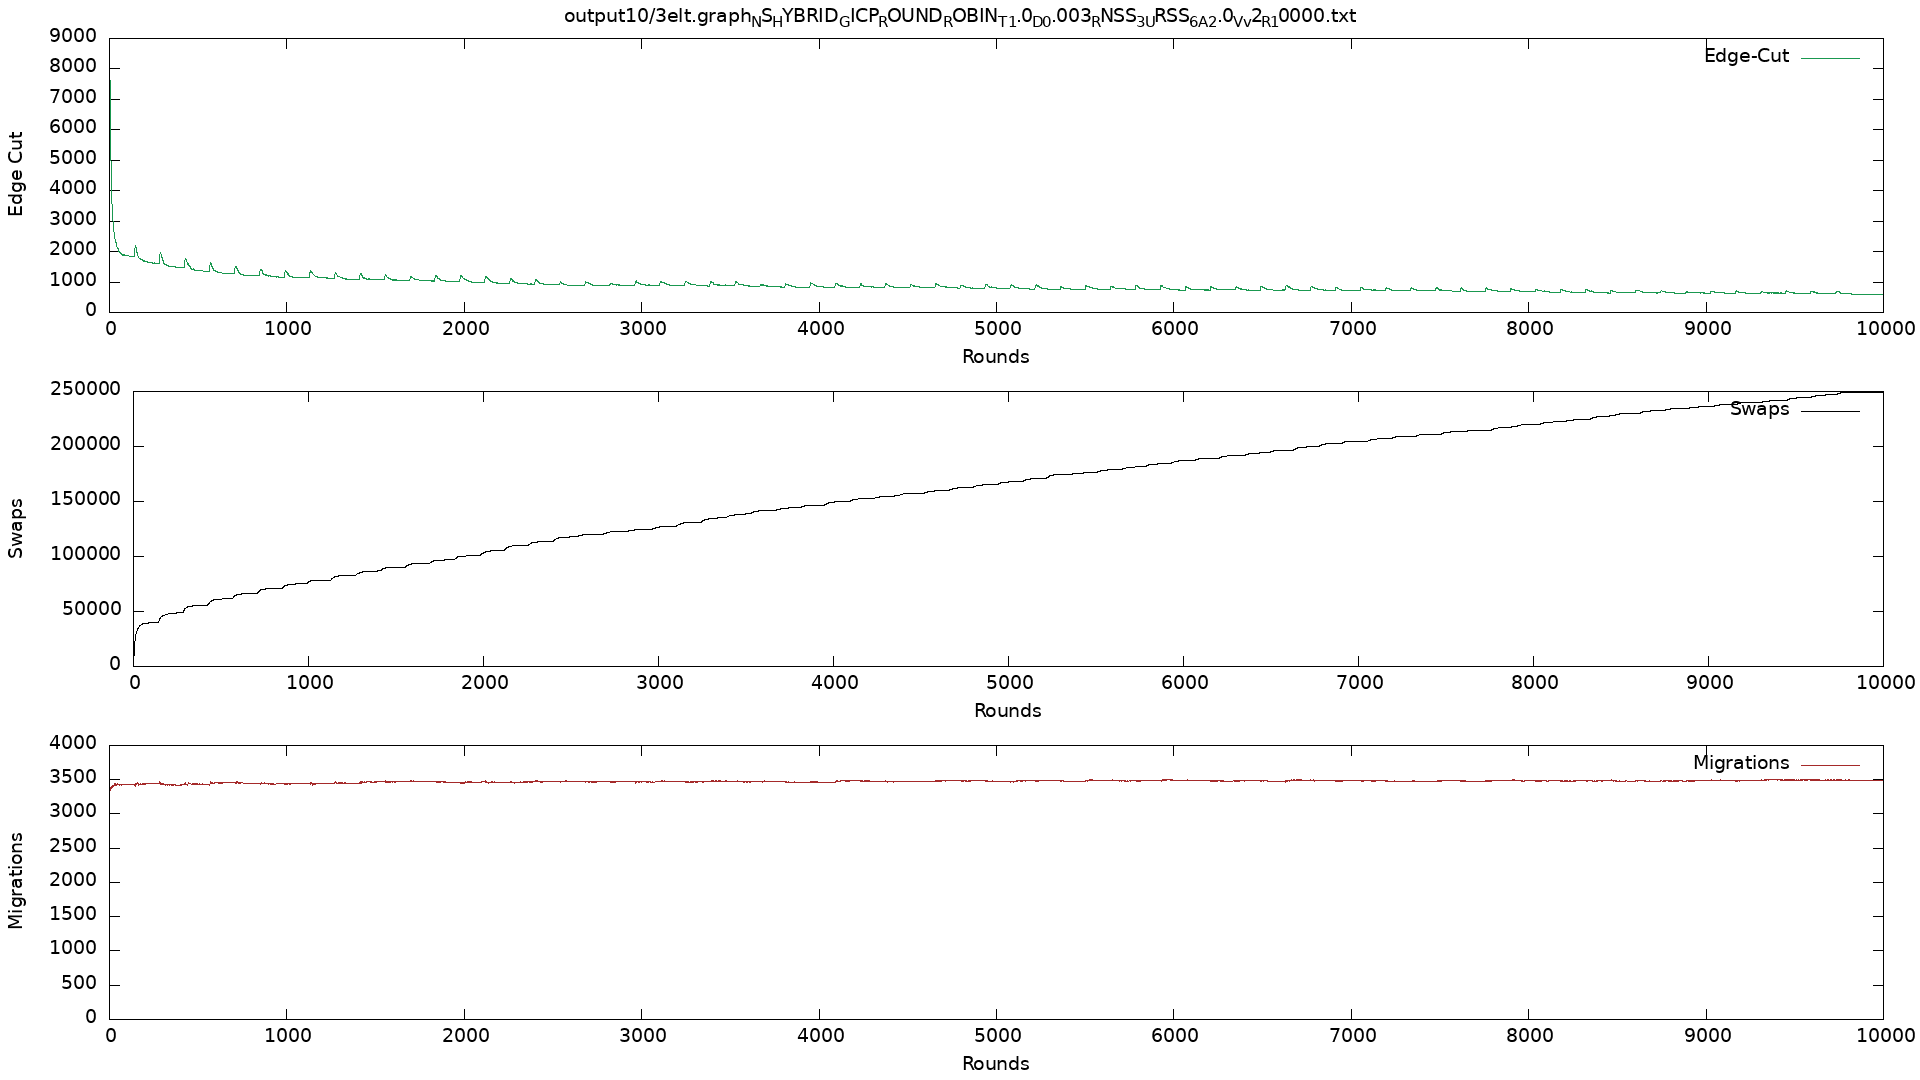 output10/3elt.graphNSHYBRIDGICPROUNDROBINT1.0D0.003RNSS3URSS6A2.0Vv2R10000.txt
9000
8000
7000
6000
5000
4000
3000
2000
1000
0
Edge Cut
Edge-Cut
0 1000 2000 3000 4000 5000 6000 7000 8000 9000 10000
Rounds
250000
200000
150000
100000
50000
0
Swaps
Swaps
0 1000 2000 3000 4000 5000 6000 7000 8000 9000 10000
Rounds
4000
3500
3000
2500
2000
1500
1000
500
0
Migrations
Migrations
0 1000 2000 3000 4000 5000 6000 7000 8000 9000 10000
Rounds